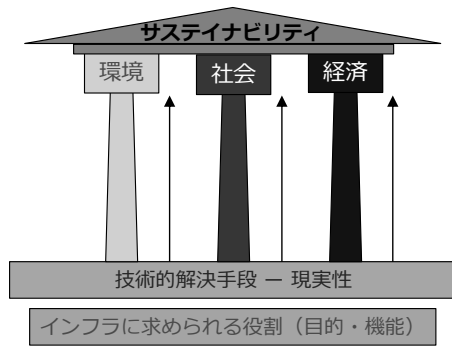 サステイナビリティ
環境
社会
経済
技術的解決手段 － 現実性
インフラに求められる役割（目的・機能）